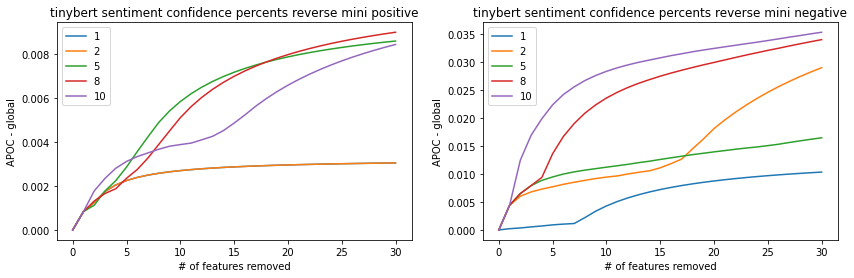 tinybert sentiment confidence percents reverse mini positive
1
2
5
8
10
APOC - global
0.008
0.006
0.004
0.002
0.000
0 5 10 15 20 25 30
# of features removed
tinybert sentiment confidence percents reverse mini negative
1
2
5
8
10
APOC - global
0.035
0.030
0.025
0.020
0.015
0.010
0.005
0.000
0 5 10 15 20 25 30
# of features removed